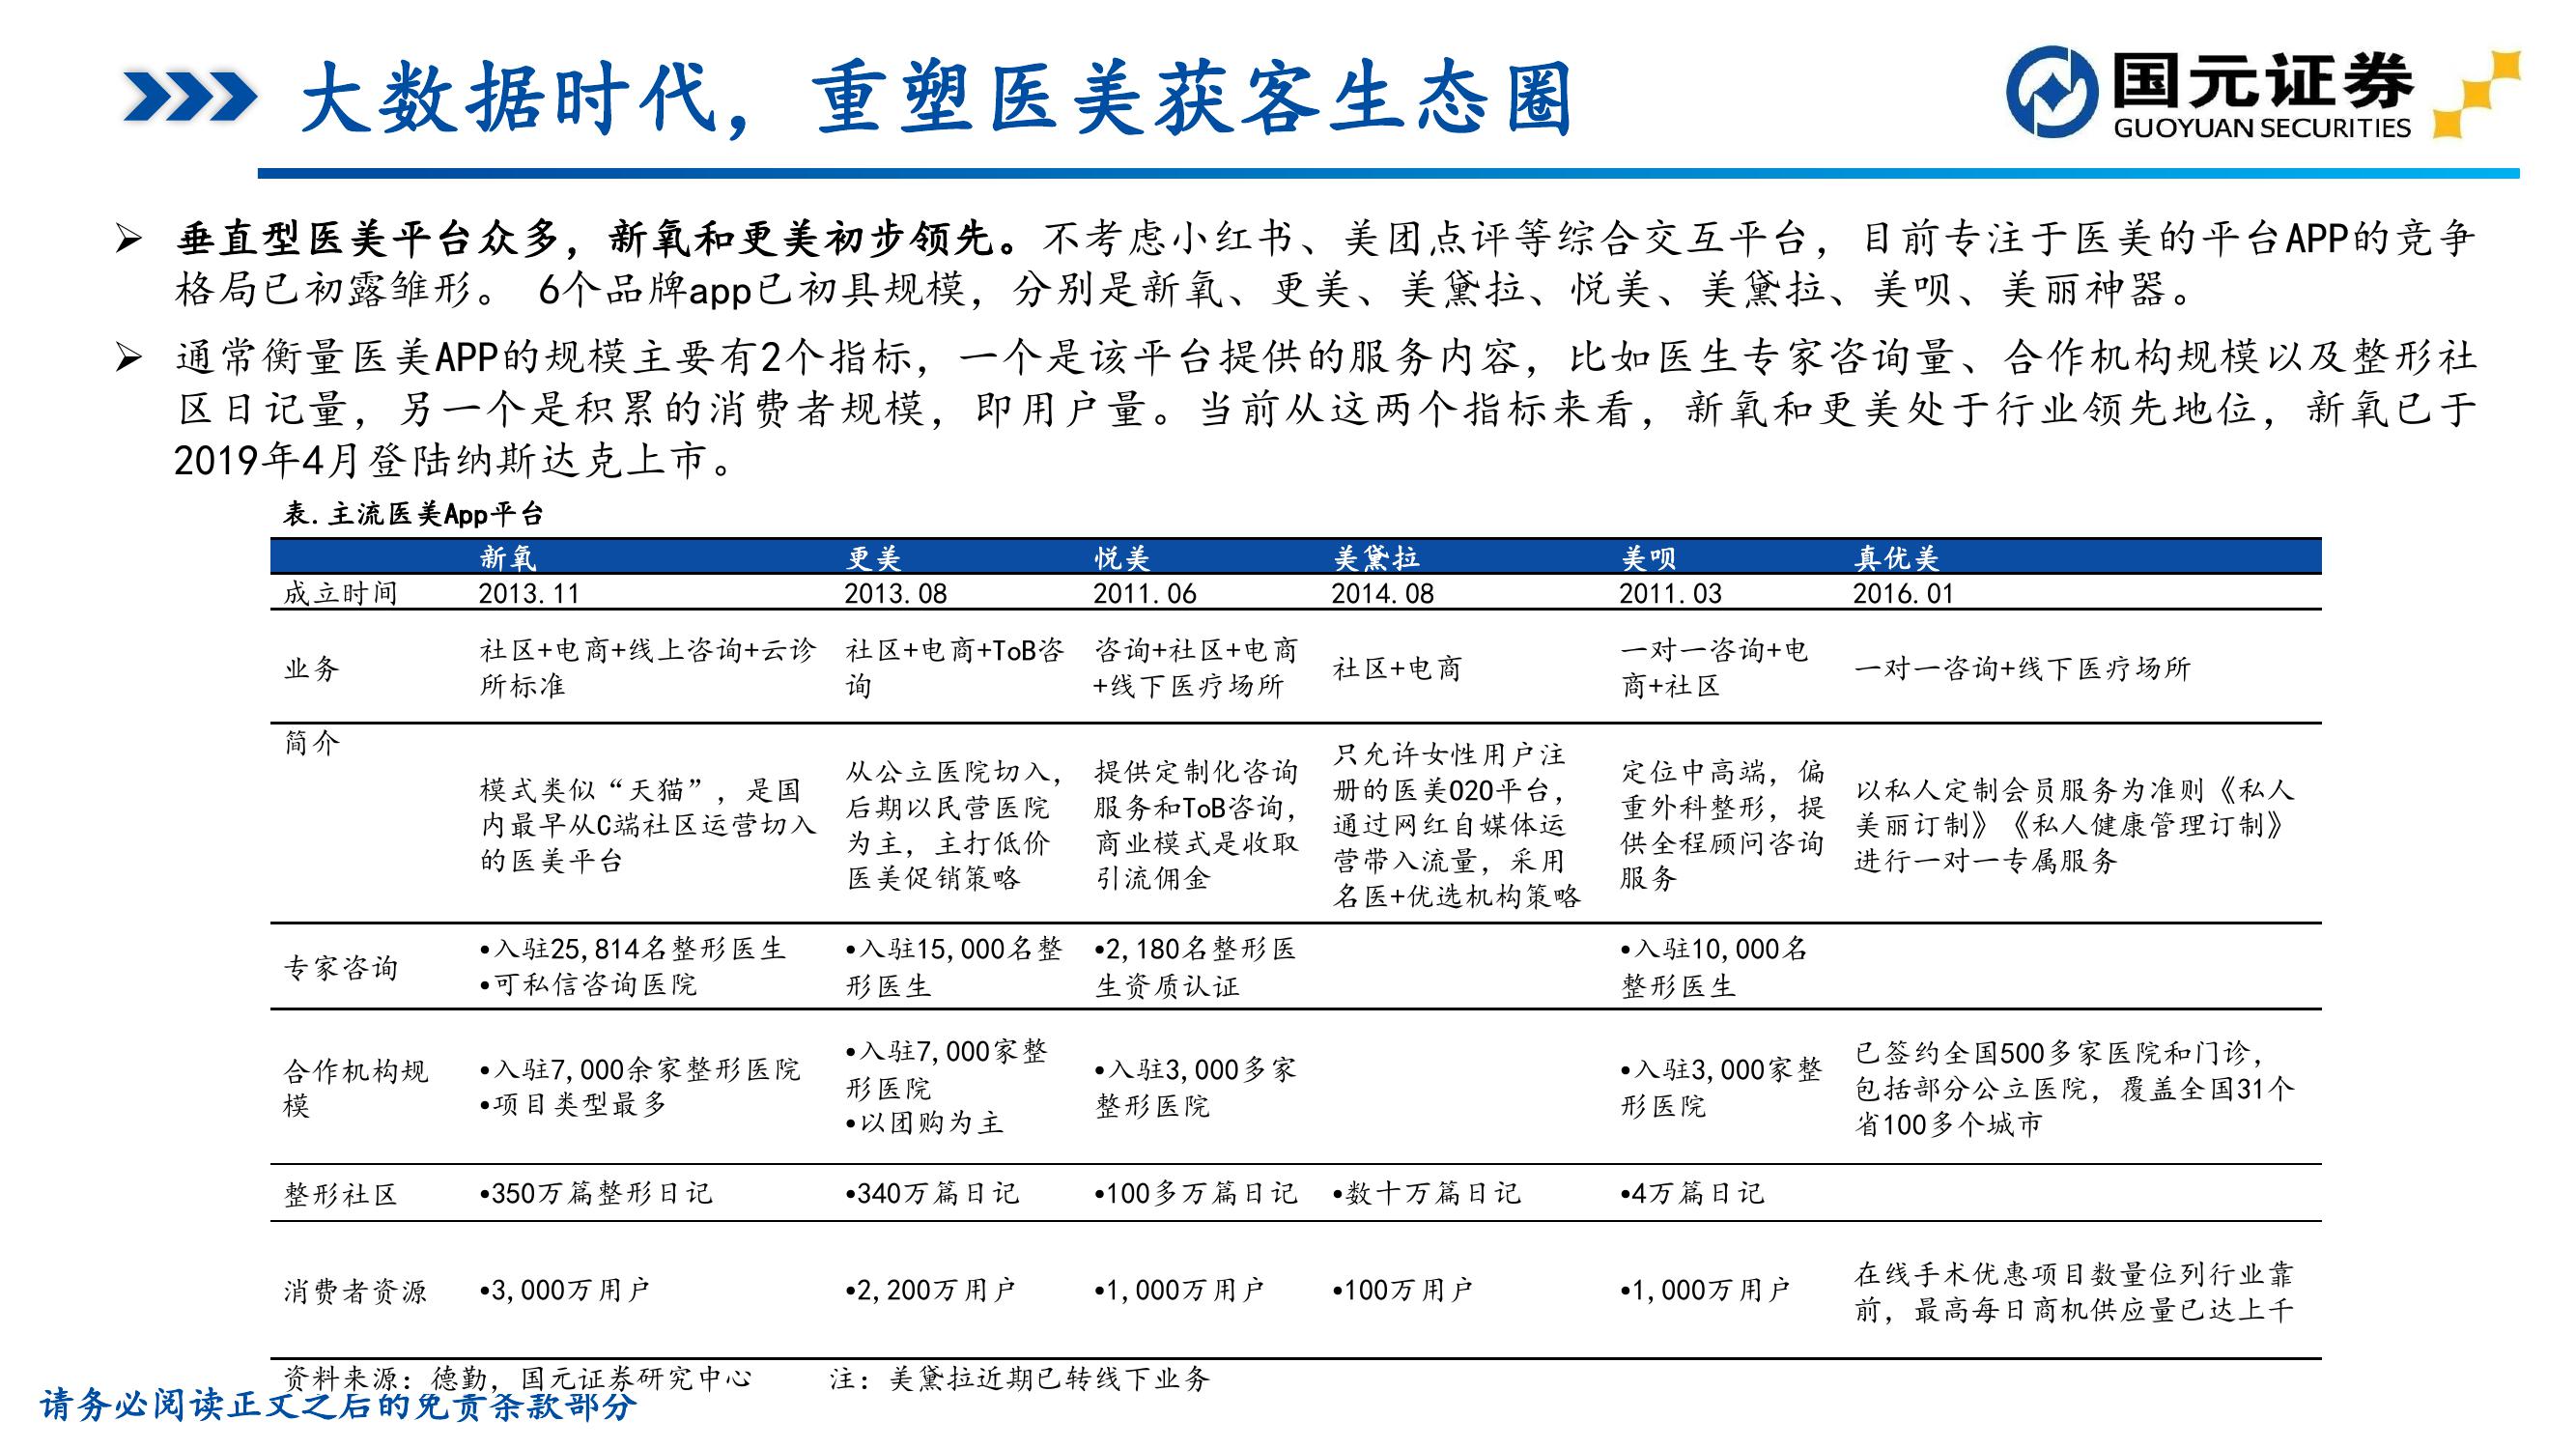 大数据时代，重塑医美获客生态圈
国元证券
GUOYUAN SECURITIES
垂直型医美平台众多，新氧和更美初步领先。不考虑小红书、美团点评等综合交互平台，目前专注于医美的平台APP的竞争
格局已初露雏形。 6个品牌app已初具规模，分别是新氧、更美、美黛拉、悦美、美黛拉、美呗、美丽神器。
通常衡量医美APP的规模主要有2个指标，一个是该平台提供的服务内容，比如医生专家咨询量、合作机构规模以及整形社
区日记量，另一个是积累的消费者规模，即用户量。当前从这两个指标来看，新氧和更美处于行业领先地位，新氧已于
2019年4月登陆纳斯达克上市。
表.主流医美App平台
新氧 更美 悦美 美黛拉 美呗 真优美
成立时间 2013.11 2013.08 2011.06 2014.08 2011.03 2016.01
业务
社区+电商+线上咨询+云诊
所标准
社区+电商+ToB咨
询
咨询+社区+电商
+线下医疗场所
社区+电商
一对一咨询+电
商+社区
一对一咨询+线下医疗场所
简介
模式类似“天猫”，是国
内最早从C端社区运营切入
的医美平台
从公立医院切入，
后期以民营医院
为主，主打低价
医美促销策略
提供定制化咨询
服务和ToB咨询，
商业模式是收取
引流佣金
只允许女性用户注
册的医美O2O平台，
通过网红自媒体运
营带入流量，采用
名医+优选机构策略
定位中高端，偏
重外科整形，提
供全程顾问咨询
服务
以私人定制会员服务为准则《私人
美丽订制》《私人健康管理订制》
进行一对一专属服务
专家咨询
•入驻25,814名整形医生
•可私信咨询医院
•入驻15,000名整
形医生
•2,180名整形医
生资质认证
•入驻10,000名
整形医生
合作机构规
模
•入驻7,000余家整形医院
•项目类型最多
•入驻7,000家整
形医院
•以团购为主
•入驻3,000多家
整形医院
•入驻3,000家整
形医院
已签约全国500多家医院和门诊，
包括部分公立医院，覆盖全国31个
省100多个城市
整形社区 •350万篇整形日记 •340万篇日记 •100多万篇日记 •数十万篇日记 •4万篇日记
消费者资源 •3,000万用户 •2,200万用户 •1,000万用户 •100万用户 •1,000万用户
在线手术优惠项目数量位列行业靠
前，最高每日商机供应量已达上千
资料来源：德勤，国元证券研究中心 注：美黛拉近期已转线下业务
请务必阅读正文之后的免责条款部分